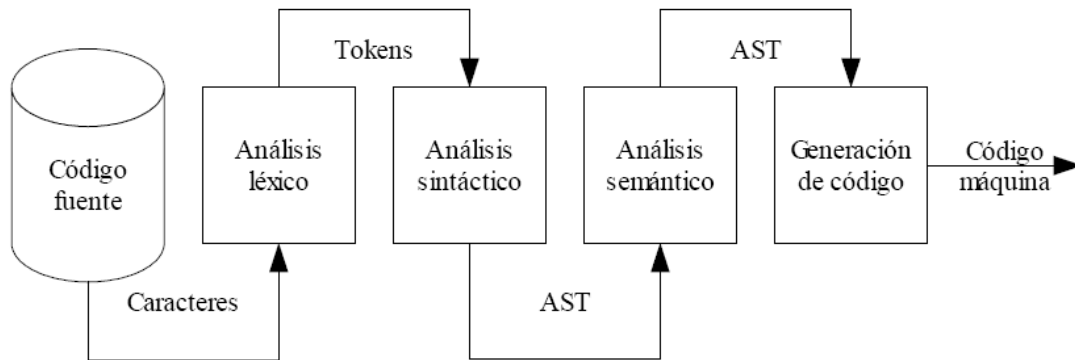 Tokens
AST
Código
fuente
Análisis
léxico
Análisis
sintáctico
Análisis
semántico
Generación
de código
Código
máquina
Caracteres
AST